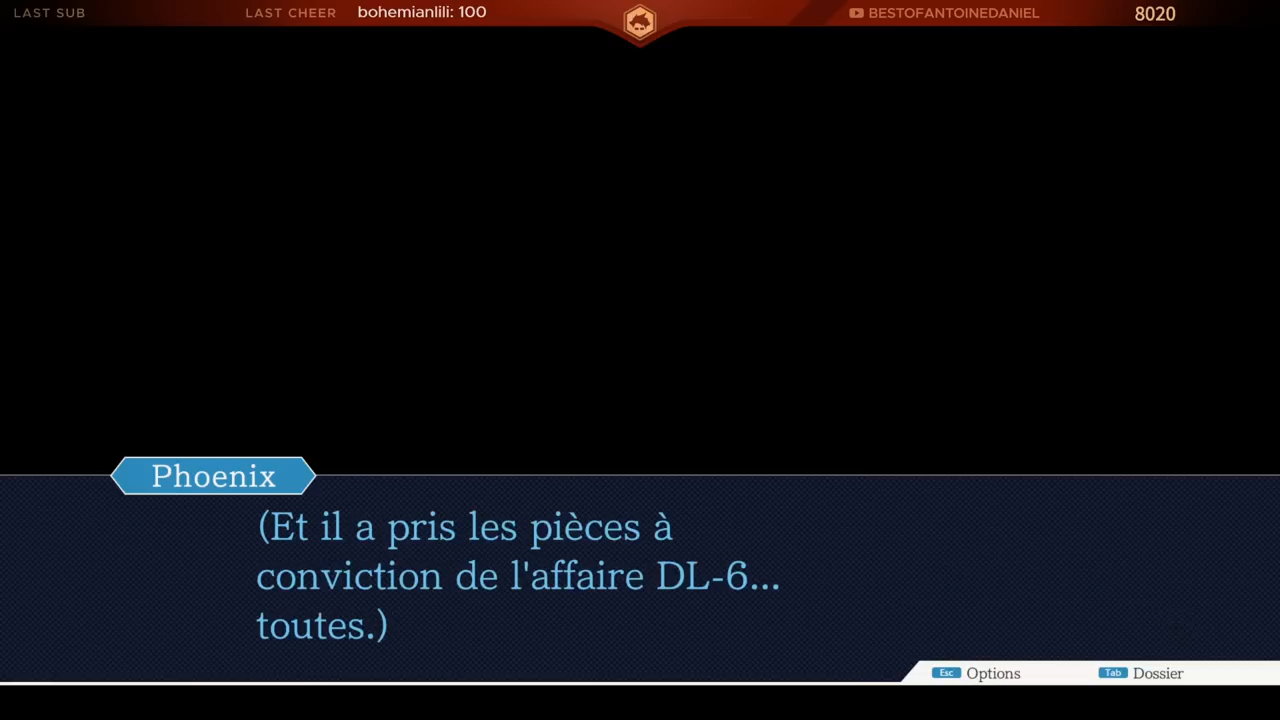 LAST SUB LAST CHEER bohemianlili: 100 BESTOFANTOINEDANIEL 8020
Phoenix
(Et il a pris les pièces à
conviction de l'affaire DL-6...
toutes.)
Esc Options Tab Dossier